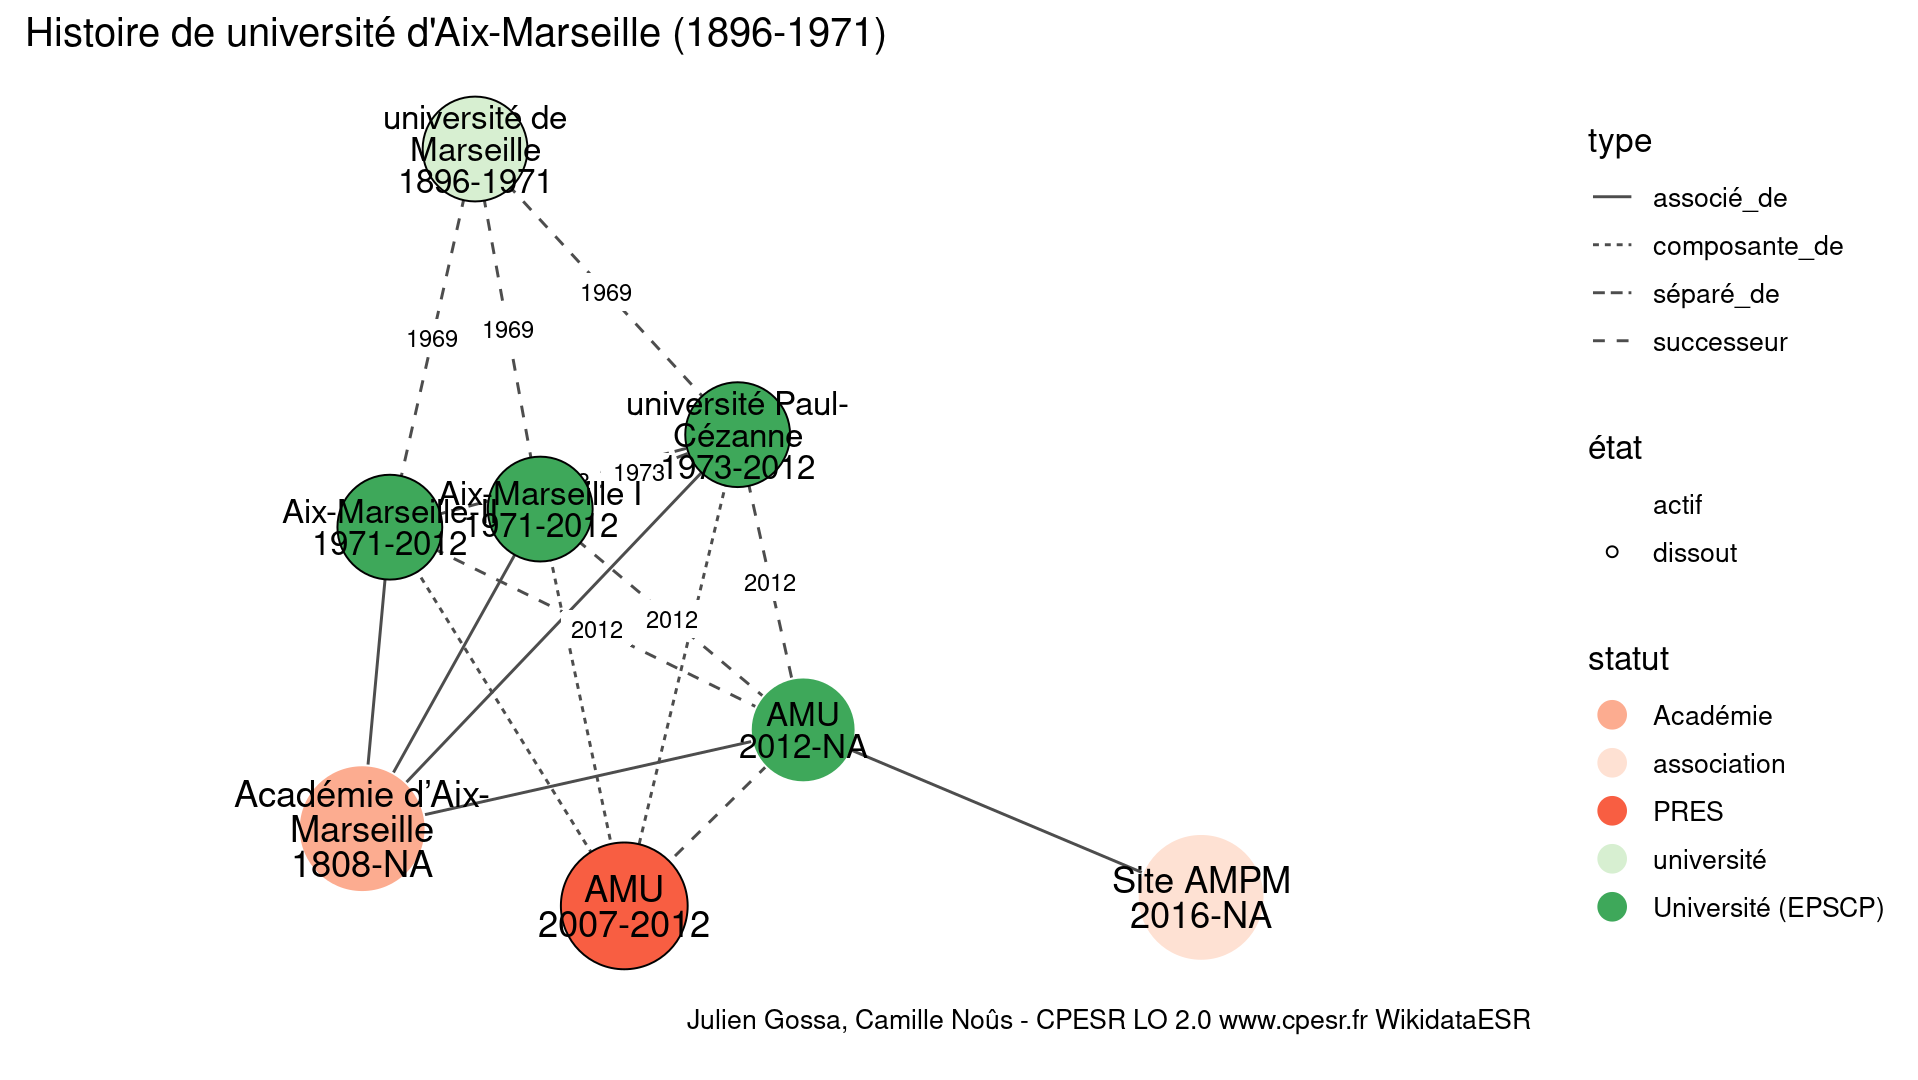 Histoire de université d'Aix-Marseille (1896-1971)
université de
Marseille
1896-1971
1969
1969
1969
université Paul-
Cézanne
1973-2012
1973
Aix-Marseille I
1971-2012
Aix-Marseille-II
1971-2012
2012
2012
2012
AMU
2012-NA
Académie d’Aix-
Marseille
1808-NA
AMU
2007-2012
Site AMPM
2016-NA
type
associé_de
composante_de
séparé_de
successeur
état
actif
dissout
statut
Académie
association
PRES
université
Université (EPSCP)
Julien Gossa, Camille Noûs - CPESR LO 2.0 www.cpesr.fr WikidataESR